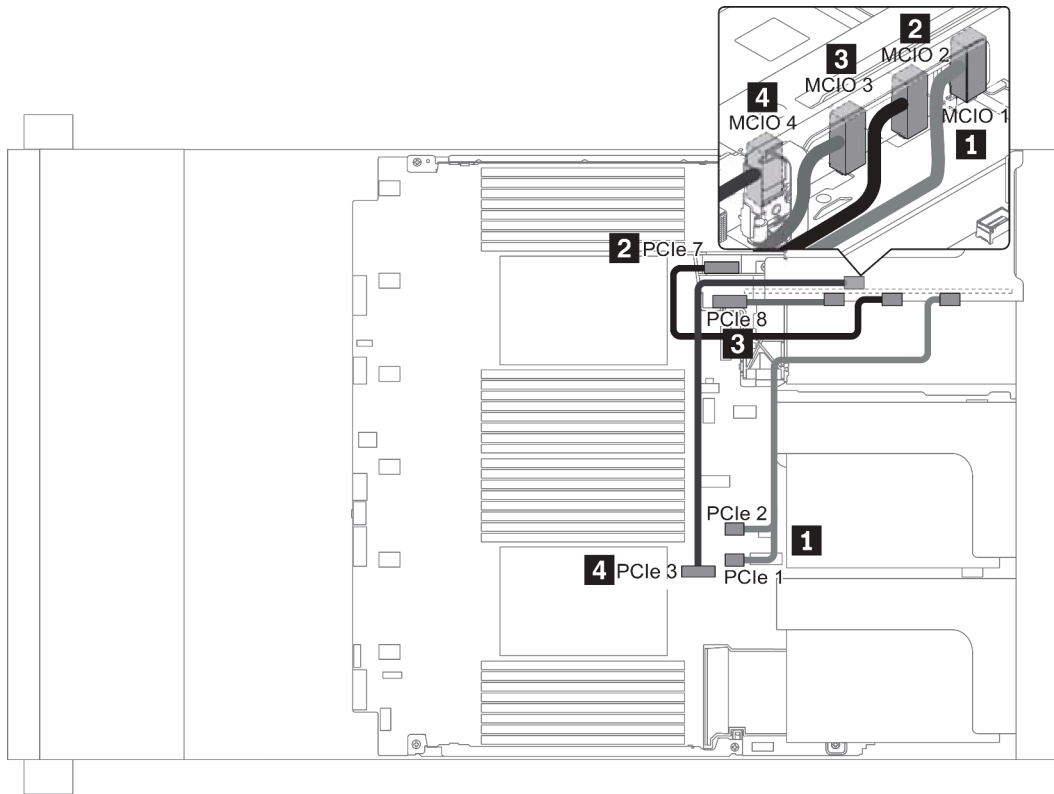 2
MCIO 2
3
MCIO 3
4
MCIO 4
MCIO 1
1
2 PCIe 7
PCIe 8
3
PCIe 2
1
4 PCIe 3
PCIe 1